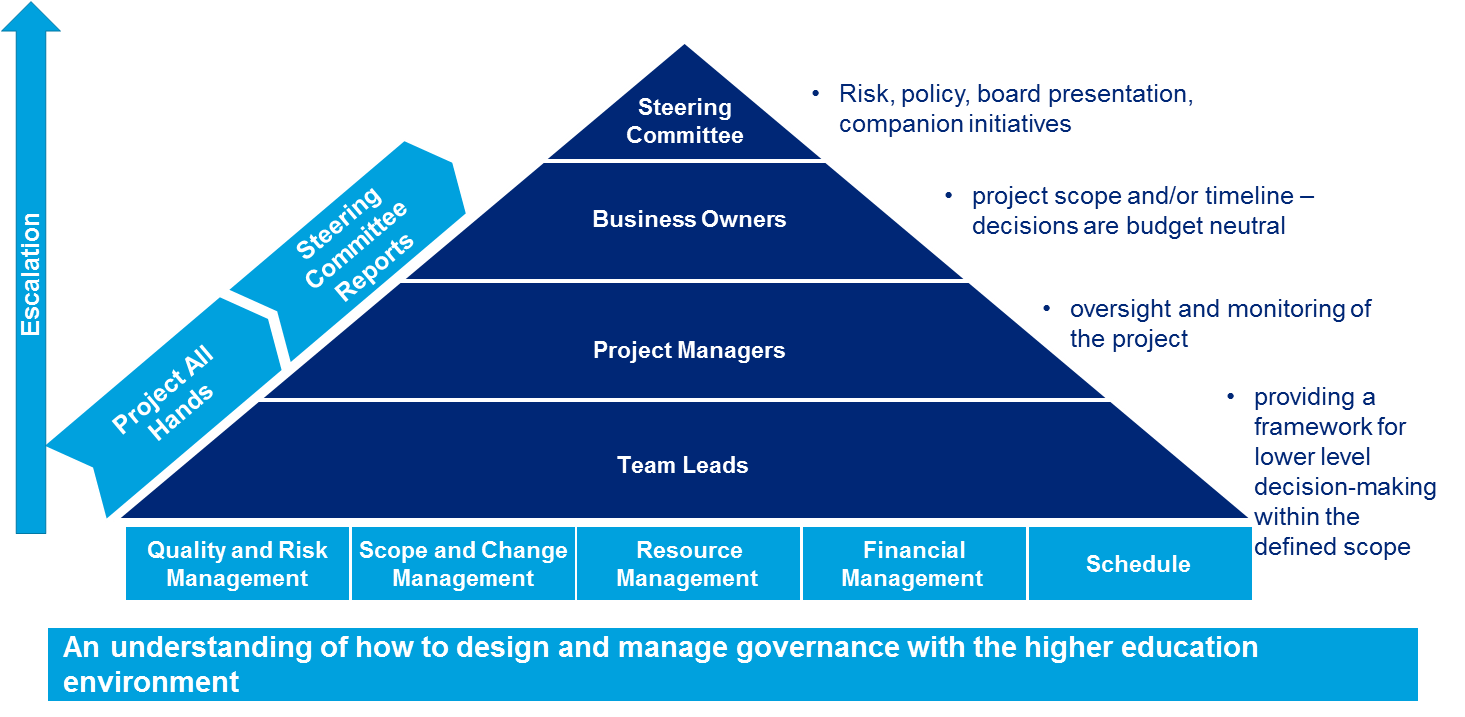 Escalation
Project All
Hands
Steering
Committee
Reports
Steering
Committee
• Risk, policy, board presentation,
companion initiatives
Business Owners
• project scope and/or timeline –
decisions are budget neutral
Project Managers
• oversight and monitoring of
the project
Team Leads
• providing a
framework for
lower level
decision-making
within the
defined scope
Quality and Risk
Management
Scope and Change
Management
Resource
Management
Financial
Management
Schedule
An understanding of how to design and manage governance with the higher education
environment